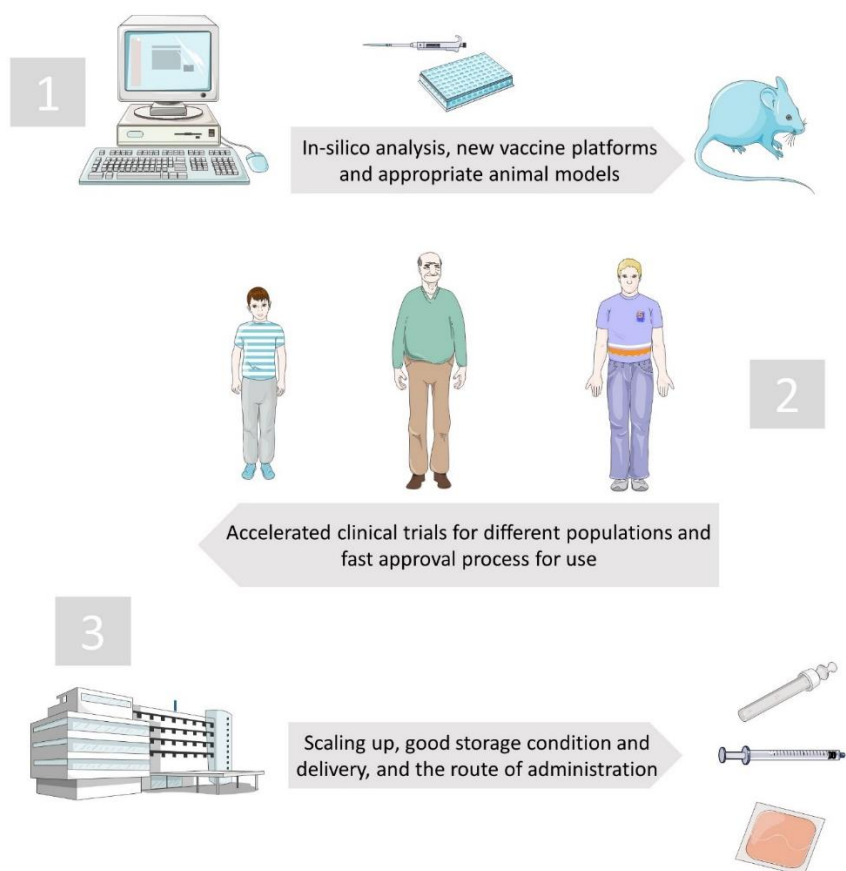 1
In-silico analysis, new vaccine platforms
and appropriate animal models
2
Accelerated clinical trials for different populations and
fast approval process for use
3
Scaling up, good storage condition and
delivery, and the route of administration